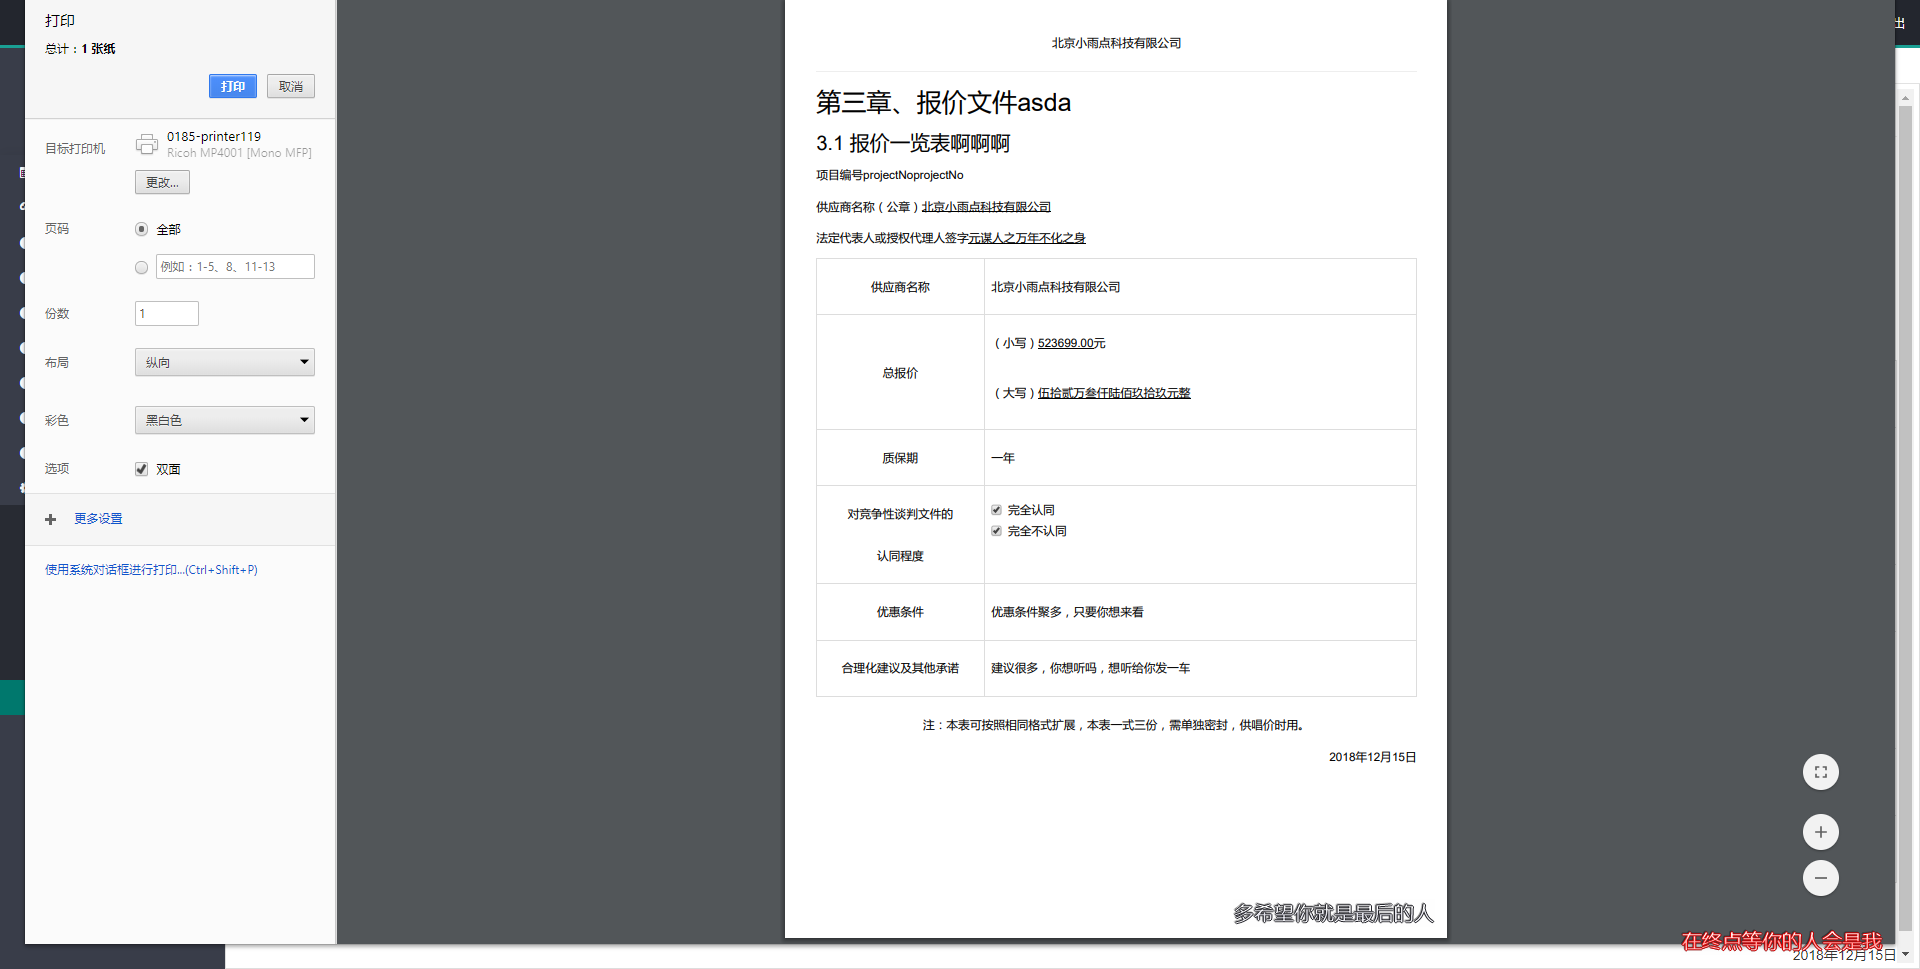 打印
总计：1 张纸
打印
取消
目标打印机
0185-printer119
Ricoh MP4001 [Mono MFP]
更改...
页码
全部
例如：1-5、8、11-13
份数
1
布局
纵向
彩色
黑白色
选项
双面
更多设置
使用系统对话框进行打印...(Ctrl+Shift+P)
出
北京小雨点科技有限公司
第三章、报价文件asda
3.1 报价一览表啊啊啊
项目编号projectNoprojectNo
供应商名称（公章）北京小雨点科技有限公司
法定代表人或授权代理人签字元谋人之万年不化之身
供应商名称
北京小雨点科技有限公司
总报价
（小写）523699.00元
（大写）伍拾贰万叁仟陆佰玖拾玖元整
质保期
一年
对竞争性谈判文件的
认同程度
完全认同
完全不认同
优惠条件
优惠条件聚多，只要你想来看
合理化建议及其他承诺
建议很多，你想听吗，想听给你发一车
注：本表可按照相同格式扩展，本表一式三份，需单独密封，供唱价时用。
2018年12月15日
多希望你就是最后的人
在终点等你的人会是我
2018年12月15日